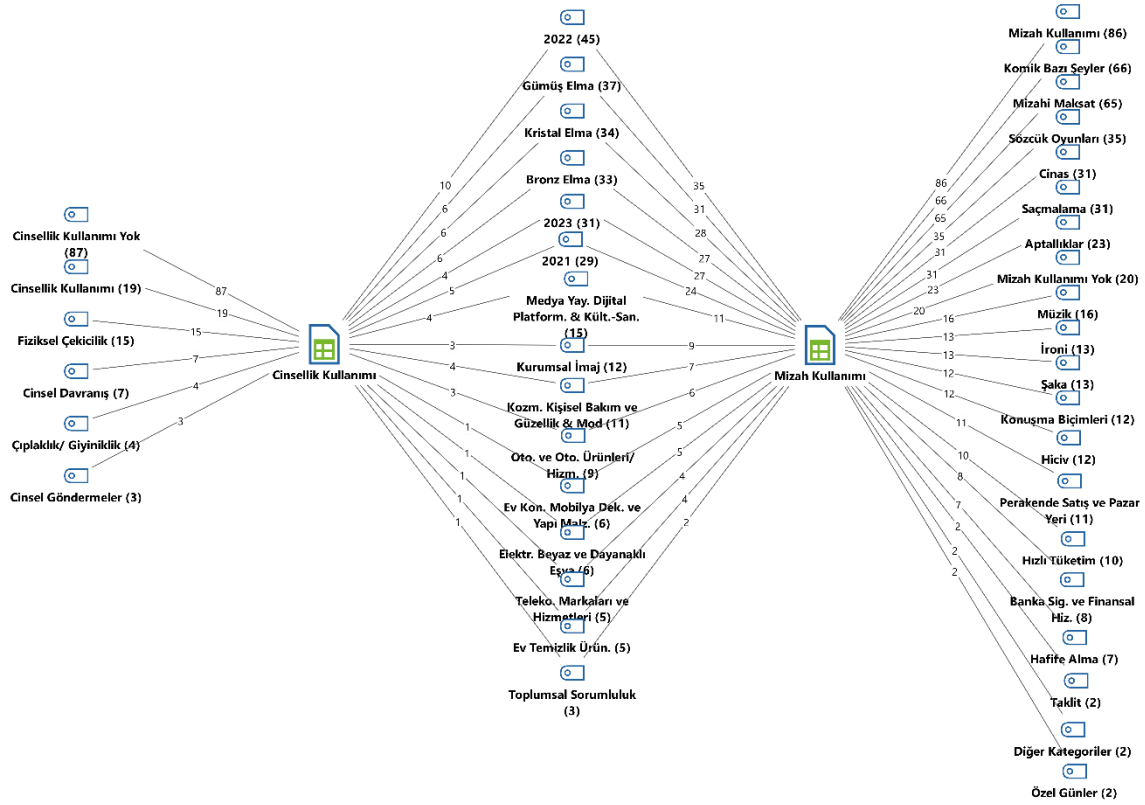 Cinsellik Kullanımı Yok
(87)
Cinsellik Kullanımı (19)
Fiziksel Çekicilik (15)
Cinsel Davranış (7)
Çıplaklık/ Giyiniklik (4)
Cinsel Göndermeler (3)
87
19
15
7
4
3
Cinsellik Kullanımı
10
6
6
6
4
5
4
3
4
3
1
1
1
1
1
2022 (45)
Gümüş Elma (37)
Kristal Elma (34)
Bronz Elma (33)
2023 (31)
2021 (29)
Medya Yay. Dijital
Platform. & Kült.-San.
(15)
Kurumsal İmaj (12)
Kozm. Kişisel Bakım ve
Güzellik & Mod (11)
Oto. ve Oto. Ürünleri/
Hizm. (9)
Ev Kon. Mobilya Dek. ve
Yapı Malz. (6)
Elektr. Beyaz ve Dayanaklı
Eşya (6)
Teleko. Markaları ve
Hizmetleri (5)
Ev Temizlik Ürün. (5)
Toplumsal Sorumluluk
(3)
35
31
28
27
27
24
11
9
7
6
5
5
4
4
2
Mizah Kullanımı
86
66
65
35
31
31
23
20
16
13
13
12
12
11
10
8
7
2
2
2
Mizah Kullanımı (86)
Komik Bazı Şeyler (66)
Mizahi Maksat (65)
Sözcük Oyunları (35)
Cinas (31)
Saçmalama (31)
Aptallıklar (23)
Mizah Kullanımı Yok (20)
Müzik (16)
İroni (13)
Şaka (13)
Konuşma Biçimleri (12)
Hiciv (12)
Perakende Satış ve Pazar
Yeri (11)
Hızlı Tüketim (10)
Banka Sig. ve Finansal
Hiz. (8)
Hafife Alma (7)
Taklit (2)
Diğer Kategoriler (2)
Özel Günler (2)